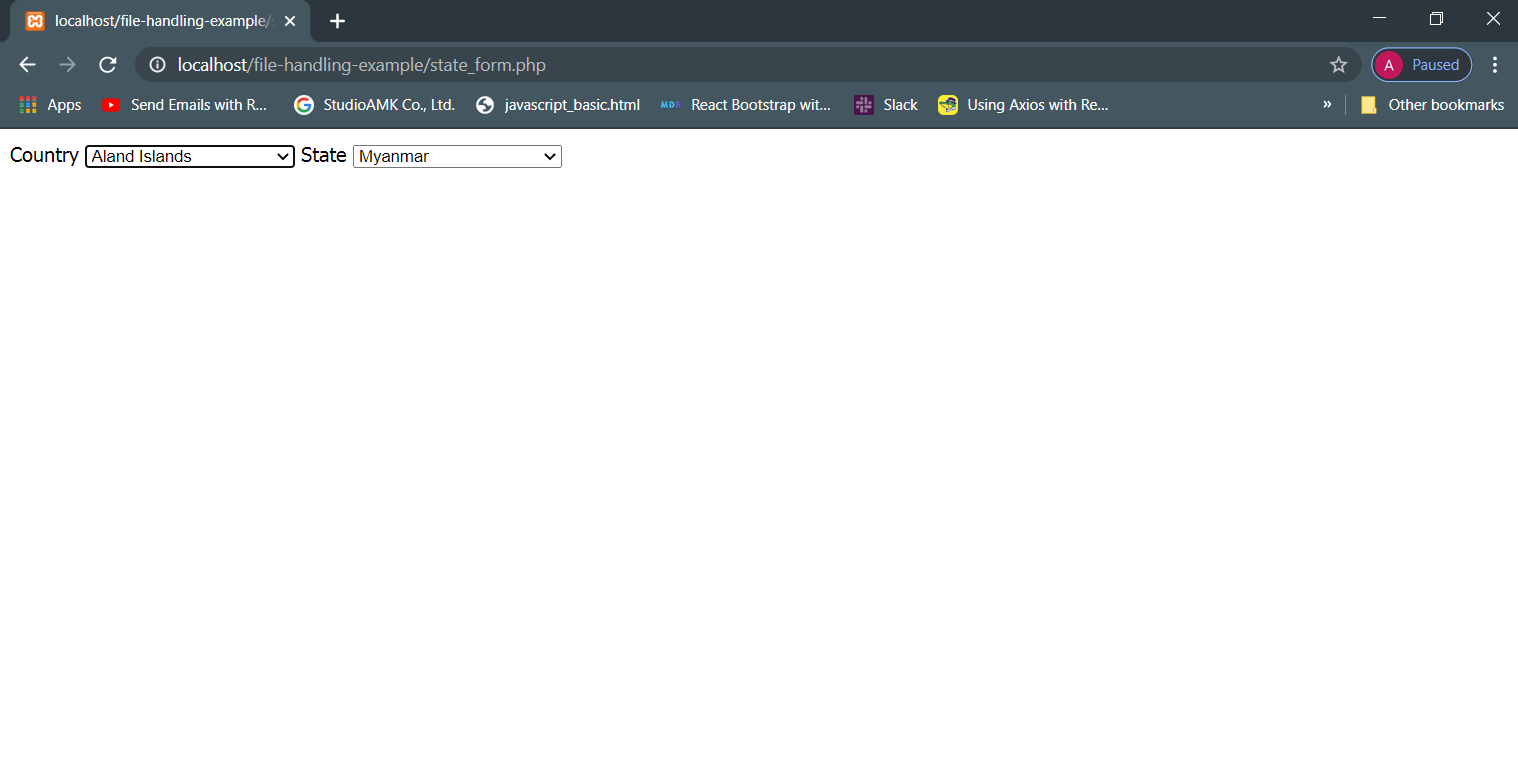 localhost/file-handling-example/
localhost/file-handling-example/state_form.php
A Paused
Apps Send Emails with R... StudioAMK Co., Ltd. javascript_basic.html MDB React Bootstrap wit... Slack Using Axios with Re... » Other bookmarks
Country Aland Islands State Myanmar